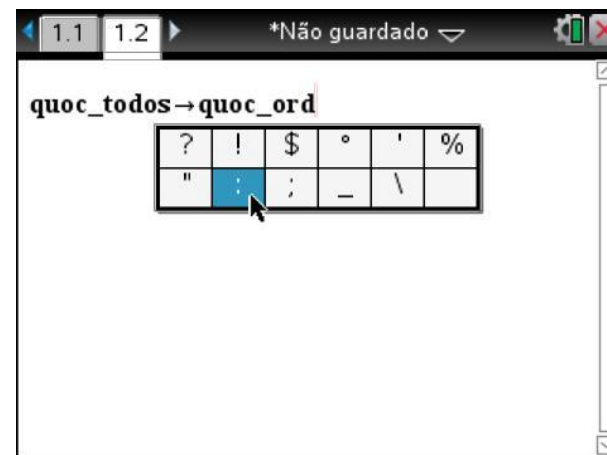 1.1 1.2 *Não guardado
quoc_todos→quoc_ord
? ! $ ° ' %
" : ; _ \